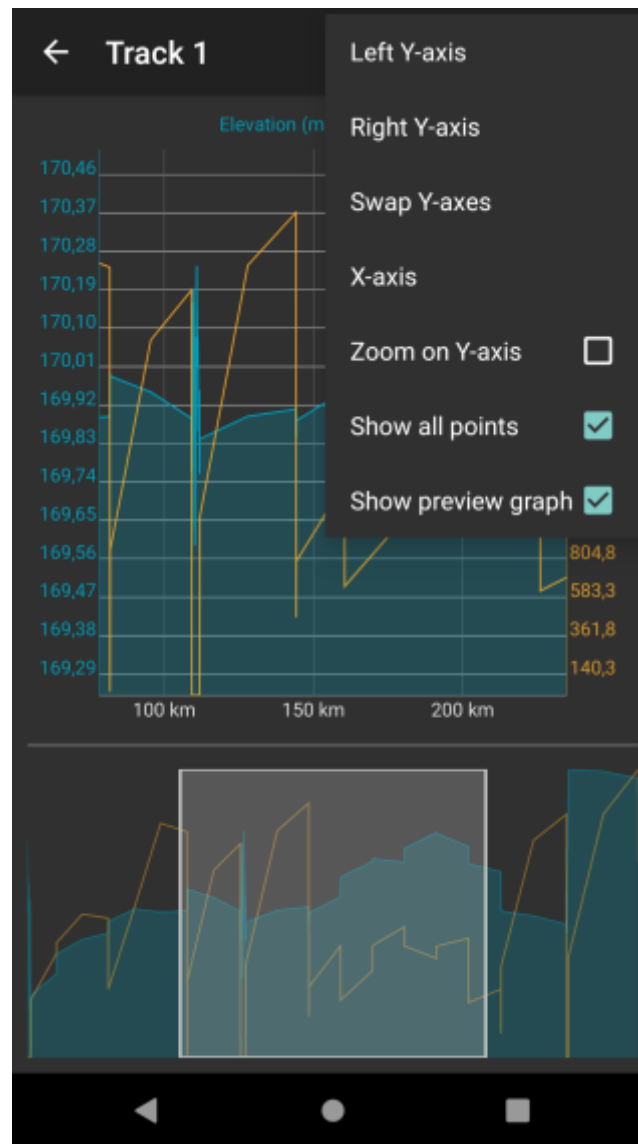 Track 1
Left Y-axis
Right Y-axis
Swap Y-axes
X-axis
Zoom on Y-axis
Show all points
Show preview graph
Elevation (m
170,46
170,37
170,28
170,19
170,10
170,01
169,92
169,83
169,74
169,65
169,56
169,47
169,38
169,29
804,8
583,3
361,8
140,3
100 km
150 km
200 km